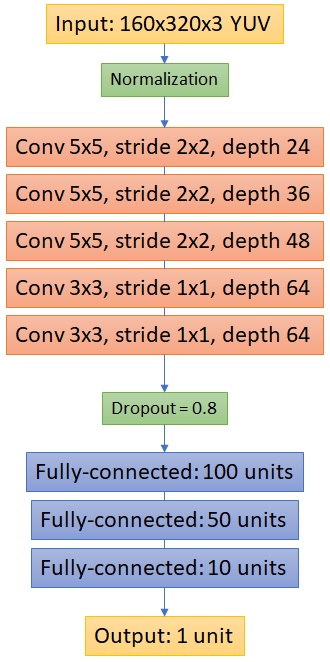 Input: 160x320x3 YUV
Normalization
Conv 5x5, stride 2x2, depth 24
Conv 5x5, stride 2x2, depth 36
Conv 5x5, stride 2x2, depth 48
Conv 3x3, stride 1x1, depth 64
Conv 3x3, stride 1x1, depth 64
Dropout = 0.8
Fully-connected: 100 units
Fully-connected: 50 units
Fully-connected: 10 units
Output: 1 unit